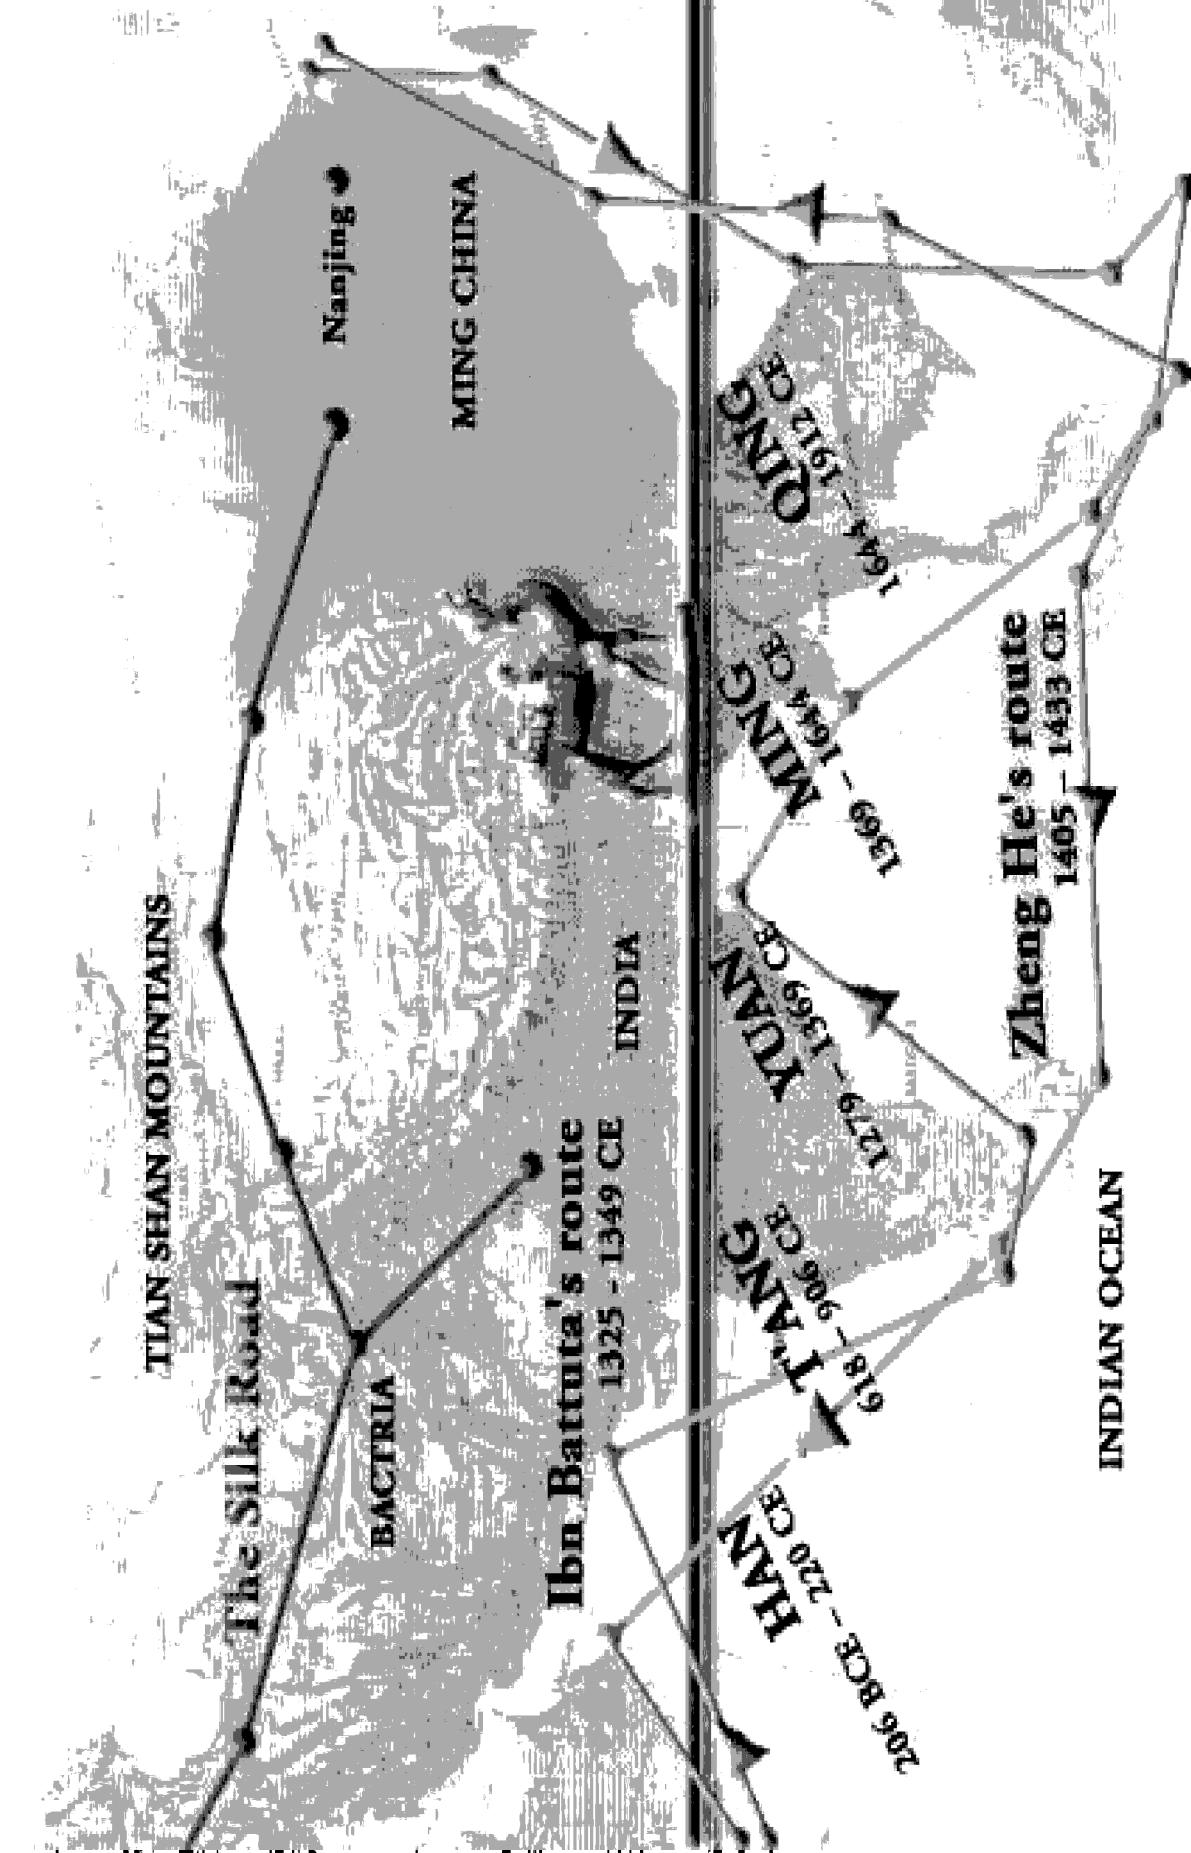 TIAN SHAN MOUNTAINS
The Silk Road
Nanjing
BACTRIA
MING CHINA
Ibn Battuta's route
1325 - 1349 CE
INDIA
HAN
206 BCE – 220 CE
T'ANG
618 – 906 CE
YUAN
1279 – 1369 CE
MING
1369 – 1644 CE
QING
1644 – 1912 CE
Zheng He's route
1405 – 1433 CE
INDIAN OCEAN